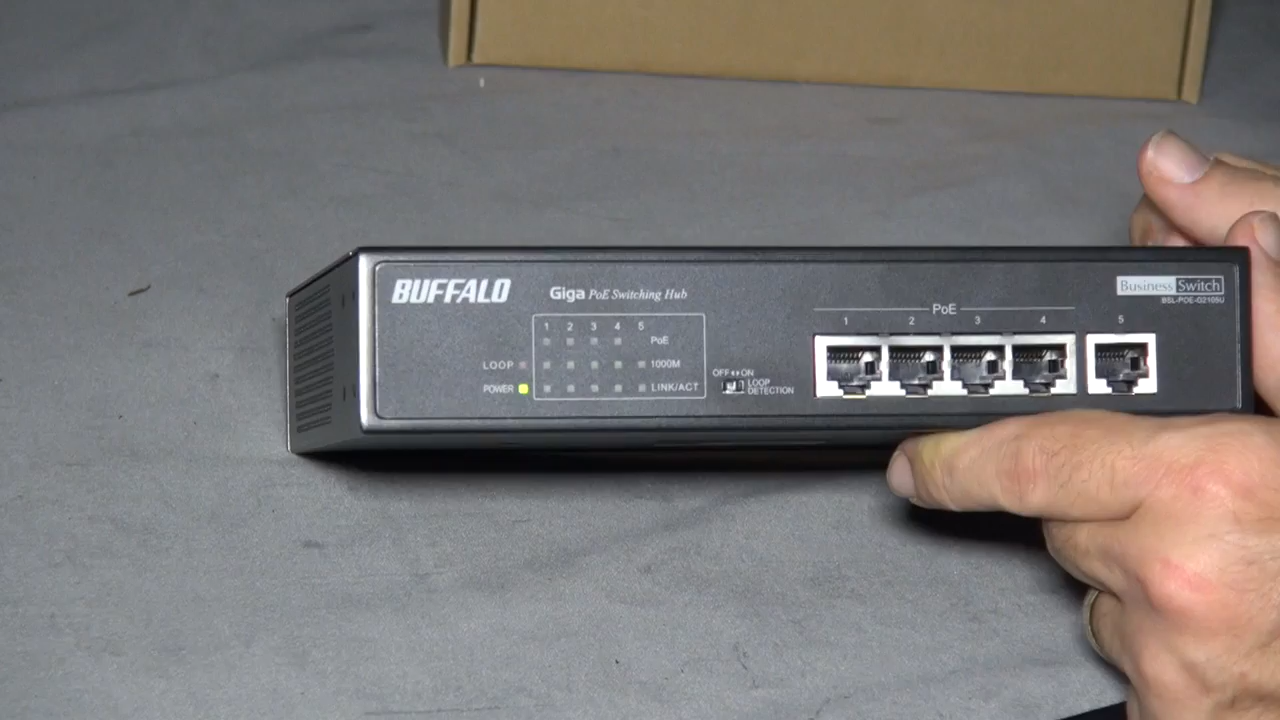 BUFFALO
Giga PoE Switching Hub
Business Switch
BSL-POE-G2105U
PoE
1 2 3 4 5
1 2 3 4 5
PoE
LOOP
1000M
POWER
LINK/ACT
OFF ON
LOOP
DETECTION